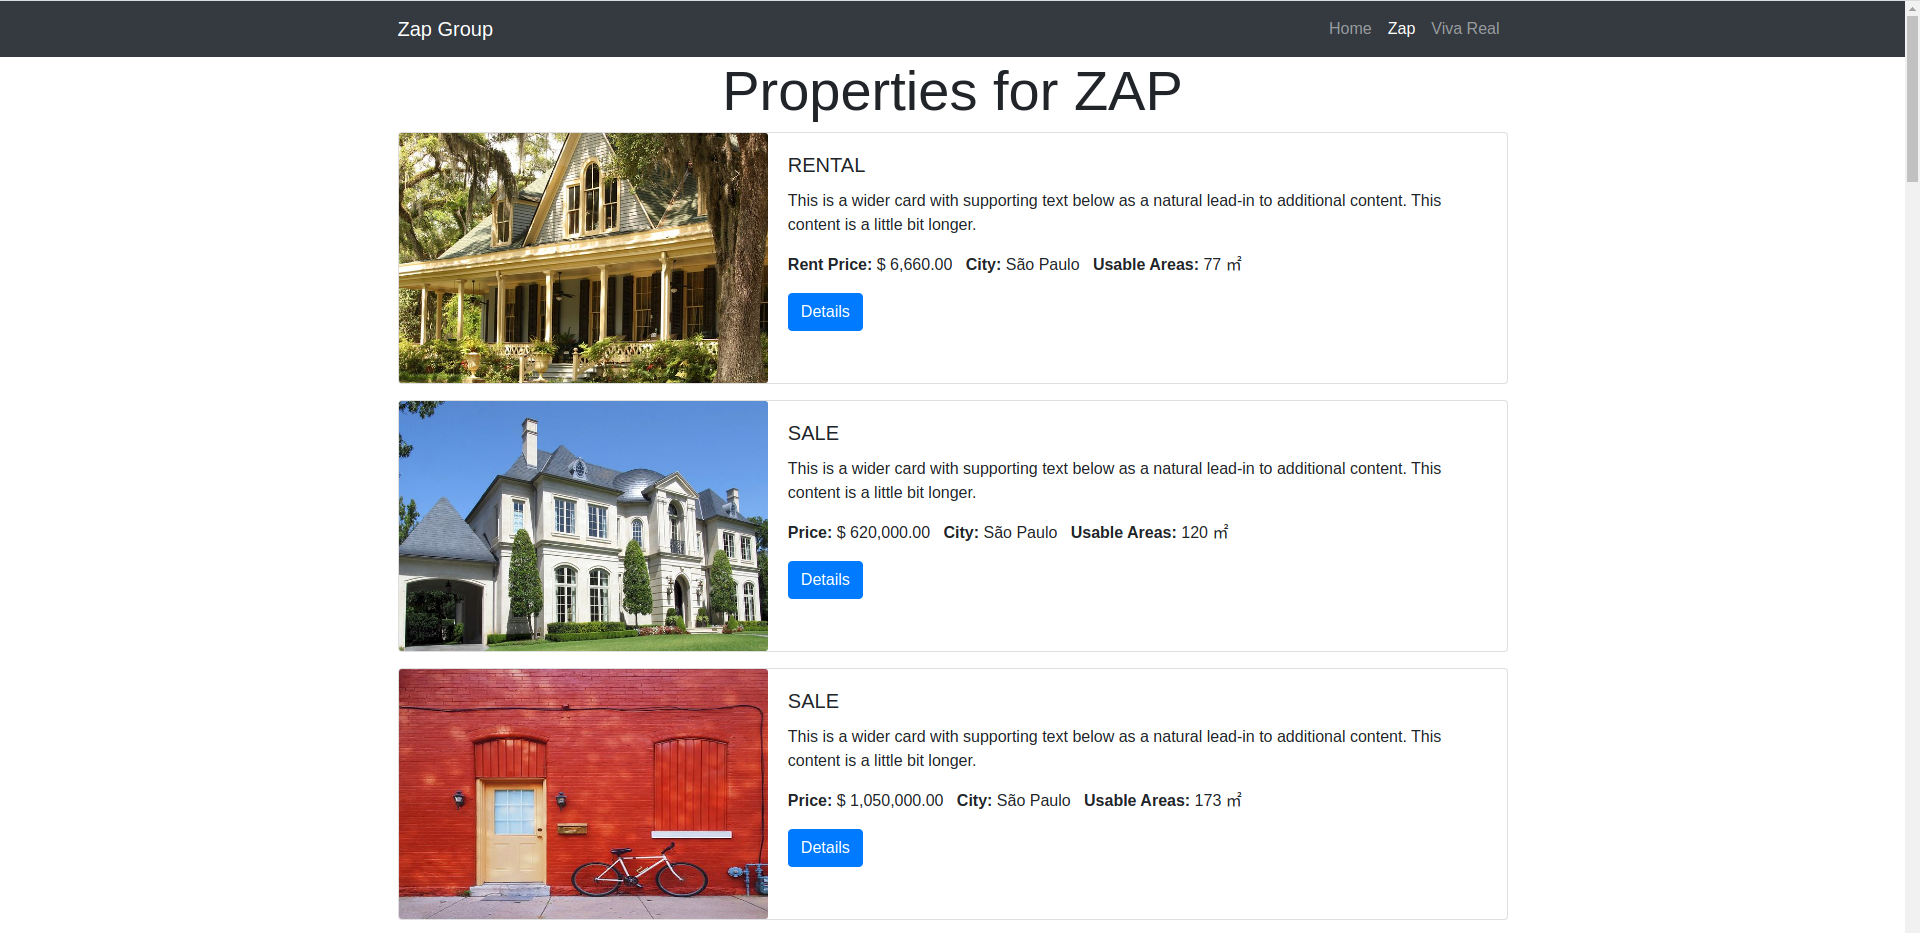 Zap Group
Home Zap Viva Real
Properties for ZAP
RENTAL
This is a wider card with supporting text below as a natural lead-in to additional content. This
content is a little bit longer.
Rent Price: $ 6,660.00 City: São Paulo Usable Areas: 77 ㎡
Details
SALE
This is a wider card with supporting text below as a natural lead-in to additional content. This
content is a little bit longer.
Price: $ 620,000.00 City: São Paulo Usable Areas: 120 ㎡
Details
SALE
This is a wider card with supporting text below as a natural lead-in to additional content. This
content is a little bit longer.
Price: $ 1,050,000.00 City: São Paulo Usable Areas: 173 ㎡
Details